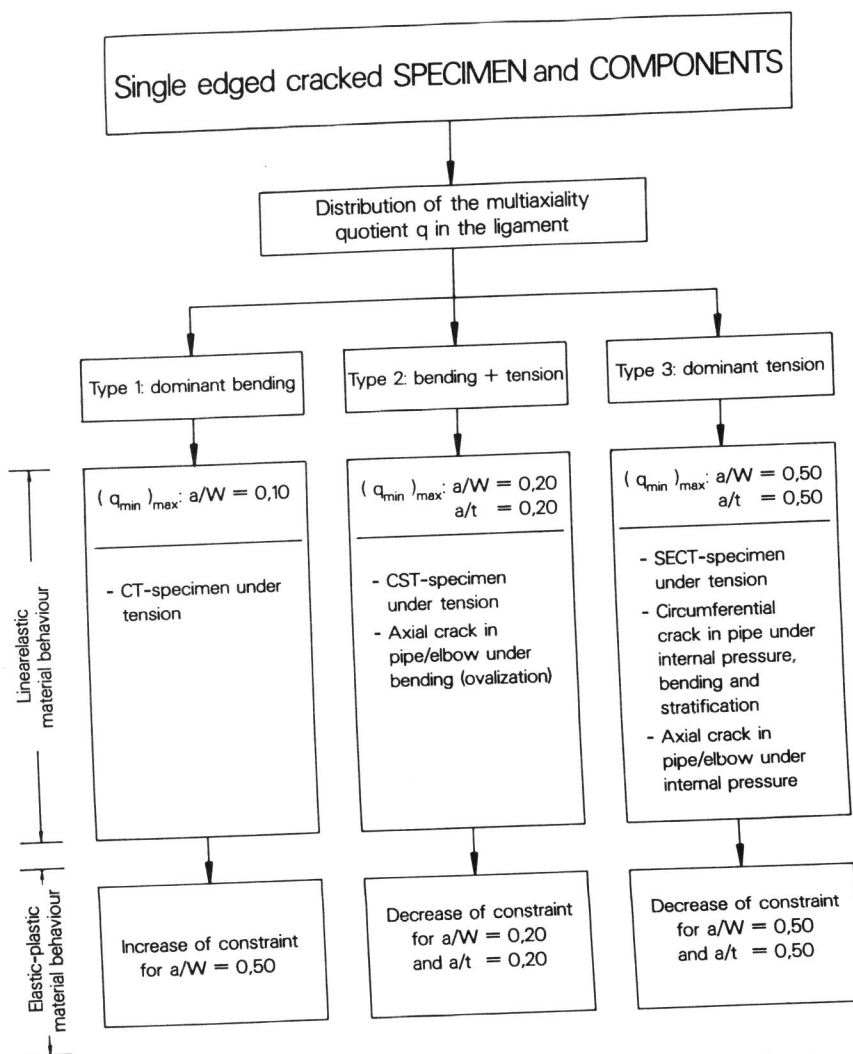 Single edged cracked SPECIMEN and COMPONENTS
Distribution of the multiaxiality
quotient q in the ligament
Type 1: dominant bending
Type 2: bending + tension
Type 3: dominant tension
Linearelastic
material behaviour
( q_min )_max: a/W = 0,10
- CT-specimen under
tension
( q_min )_max: a/W = 0,20
a/t = 0,20
- CST-specimen
under tension
- Axial crack in
pipe/elbow under
bending (ovalization)
( q_min )_max: a/W = 0,50
a/t = 0,50
- SECT-specimen
under tension
- Circumferential
crack in pipe under
internal pressure,
bending and
stratification
- Axial crack in
pipe/elbow under
internal pressure
Elastic-plastic
material behaviour
Increase of constraint
for a/W = 0,50
Decrease of constraint
for a/W = 0,20
and a/t = 0,20
Decrease of constraint
for a/W = 0,50
and a/t = 0,50